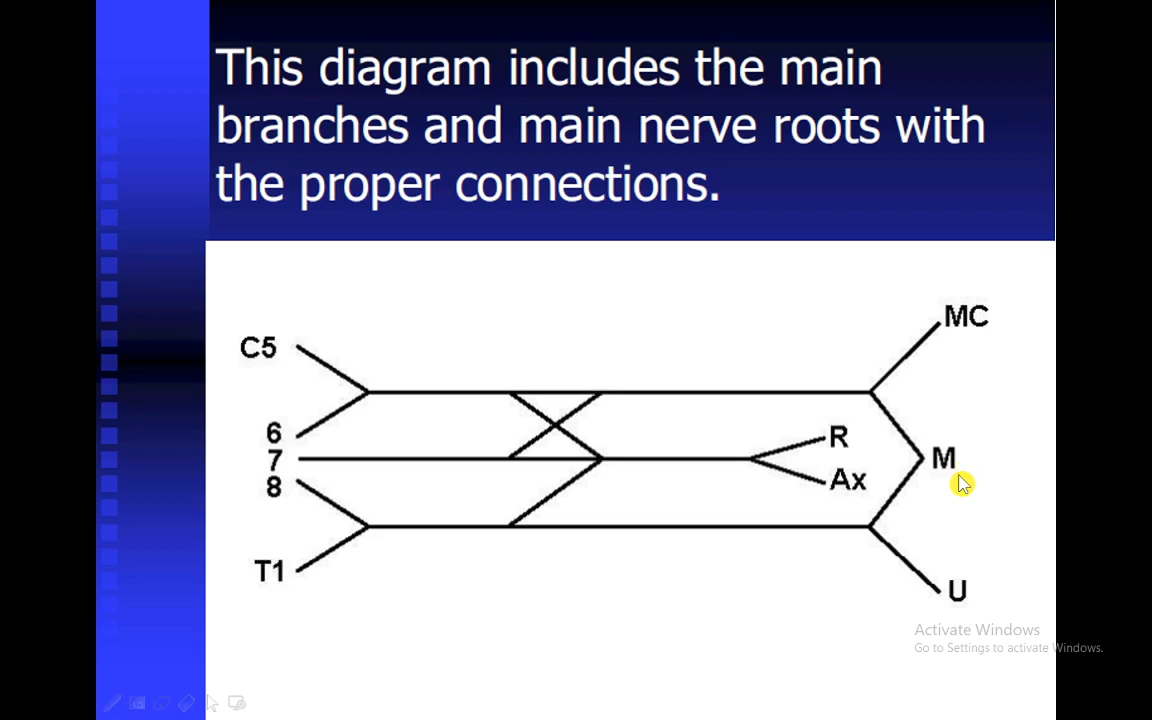 This diagram includes the main
branches and main nerve roots with
the proper connections.
MC
C5
6
7
8
R
Ax
M
T1
U
Activate Windows
Go to Settings to activate Windows.